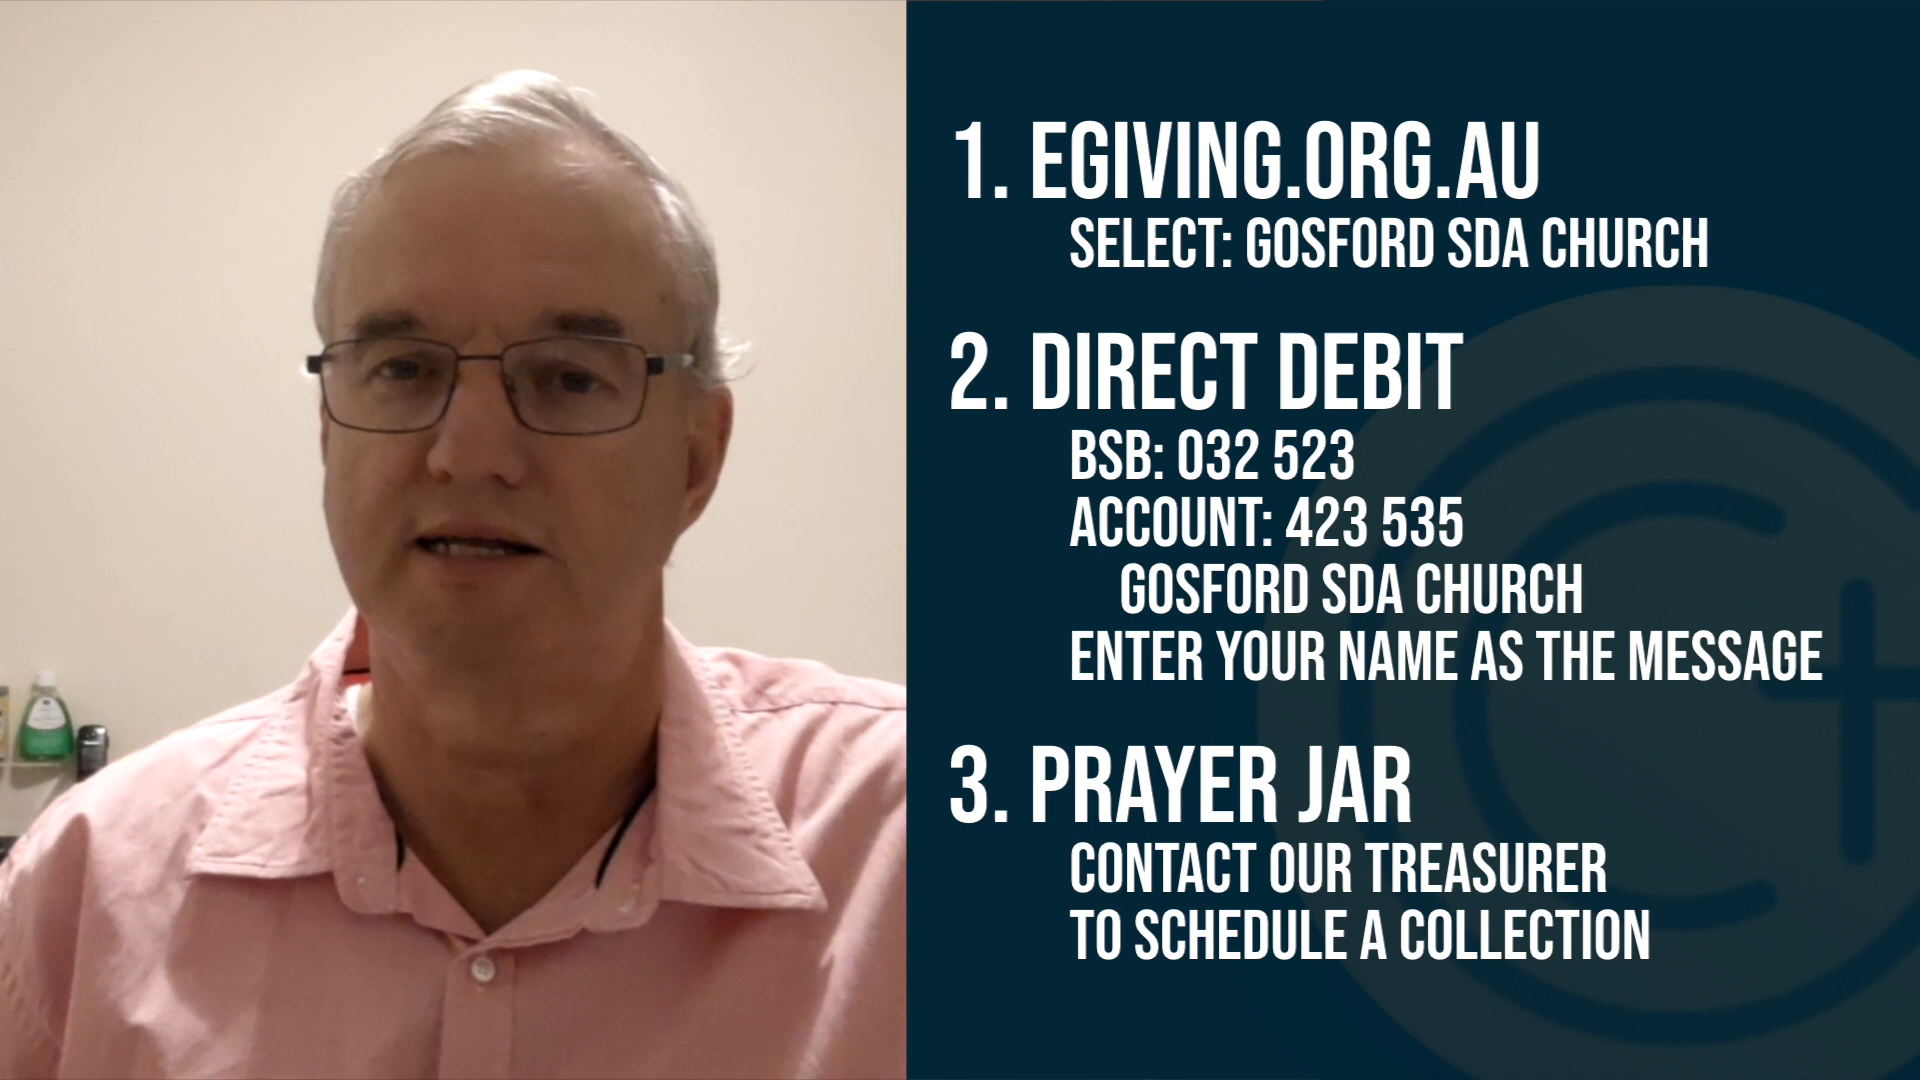 1. EGIVING.ORG.AU
SELECT: GOSFORD SDA CHURCH
2. DIRECT DEBIT
BSB: 032 523
ACCOUNT: 423 535
GOSFORD SDA CHURCH
ENTER YOUR NAME AS THE MESSAGE
3. PRAYER JAR
CONTACT OUR TREASURER
TO SCHEDULE A COLLECTION